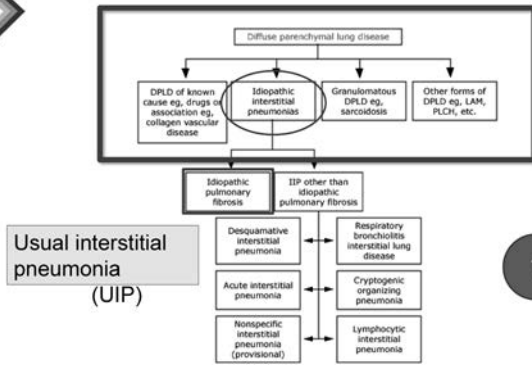 Diffuse parenchymal lung disease
DPLD of known
cause eg, drugs or
association eg,
collagen vascular
disease
Idiopathic
interstitial
pneumonias
Granulomatous
DPLD eg,
sarcoidosis
Other forms of
DPLD eg, LAM,
PLCH, etc.
Idiopathic
pulmonary
fibrosis
IIP other than
idiopathic
pulmonary fibrosis
Usual interstitial
pneumonia
(UIP)
Desquamative
interstitial
pneumonia
Respiratory
bronchiolitis
interstitial lung
disease
Acute interstitial
pneumonia
Cryptogenic
organizing
pneumonia
Nonspecific
interstitial
pneumonia
(provisional)
Lymphocytic
interstitial
pneumonia